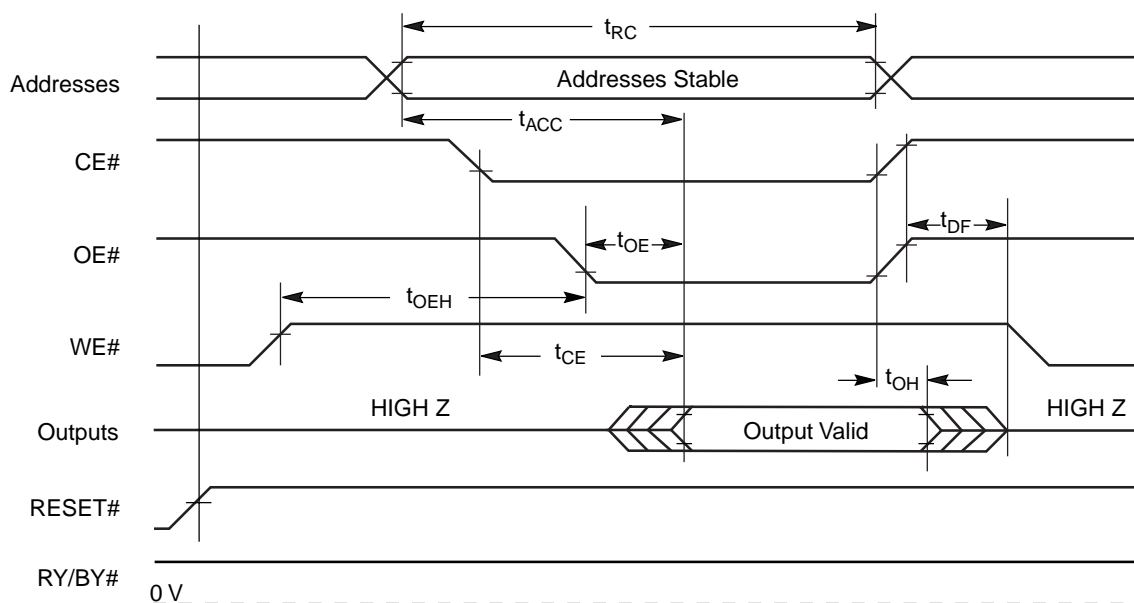 tRC
Addresses
Addresses Stable
tACC
CE#
tDF
OE#
tOE
tOEH
WE#
tCE
tOH
HIGH Z
HIGH Z
Outputs
Output Valid
RESET#
RY/BY#
0 V